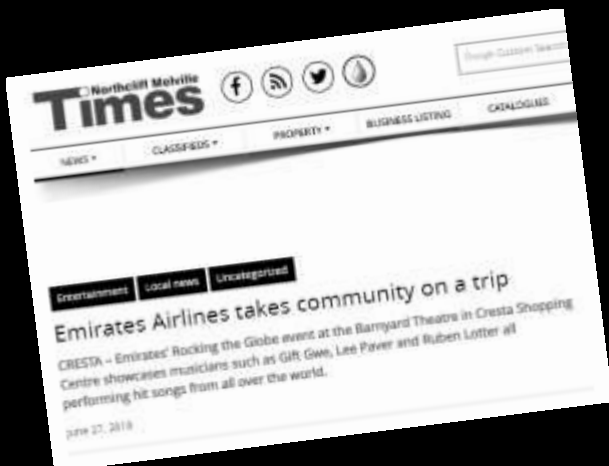 Northcliff Melville
Times
NEWS
CLASSIFIEDS
PROPERTY
BUSINESS LISTING
CATALOGUES
Entertainment
Local news
Uncategorized
Emirates Airlines takes community on a trip
CRESTA – Emirates' Rocking the Globe event at the Barnyard Theatre in Cresta Shopping
Centre showcases musicians such as Gift Gwe, Lee Paver and Ruben Lotter all
performing hit songs from all over the world.
June 27,